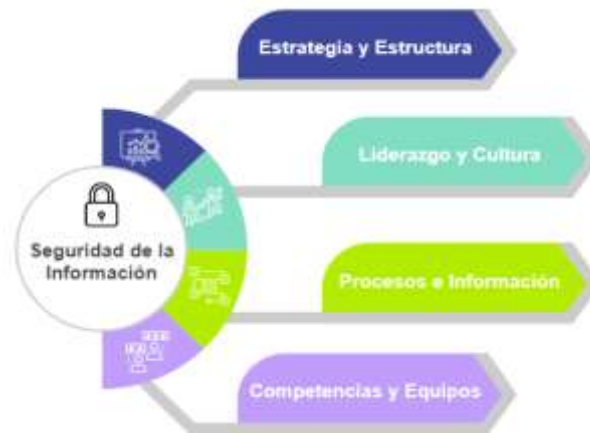 Estrategia y Estructura
Liderazgo y Cultura
Seguridad de la
Información
Procesos e Información
Competencias y Equipos